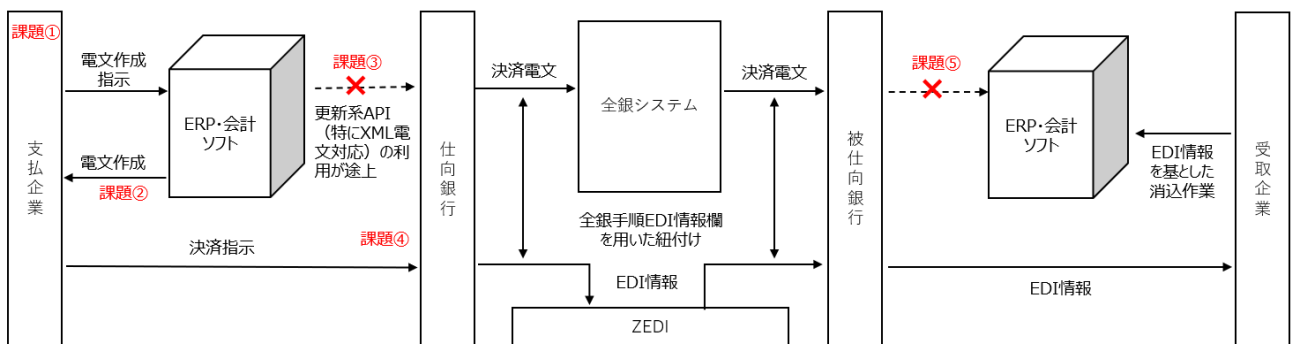 課題①
電文作成
指示
ERP・会計
ソフト
課題③
更新系API
（特にXML電
文対応）の利
用が途上
電文作成
課題②
支払企業
決済指示
課題④
仕向銀行
決済電文
全銀システム
決済電文
全銀手順EDI情報欄
を用いた紐付け
EDI情報
ZEDI
被仕向銀行
課題⑤
ERP・会計
ソフト
EDI情報
を基とした
消込作業
EDI情報
受取企業